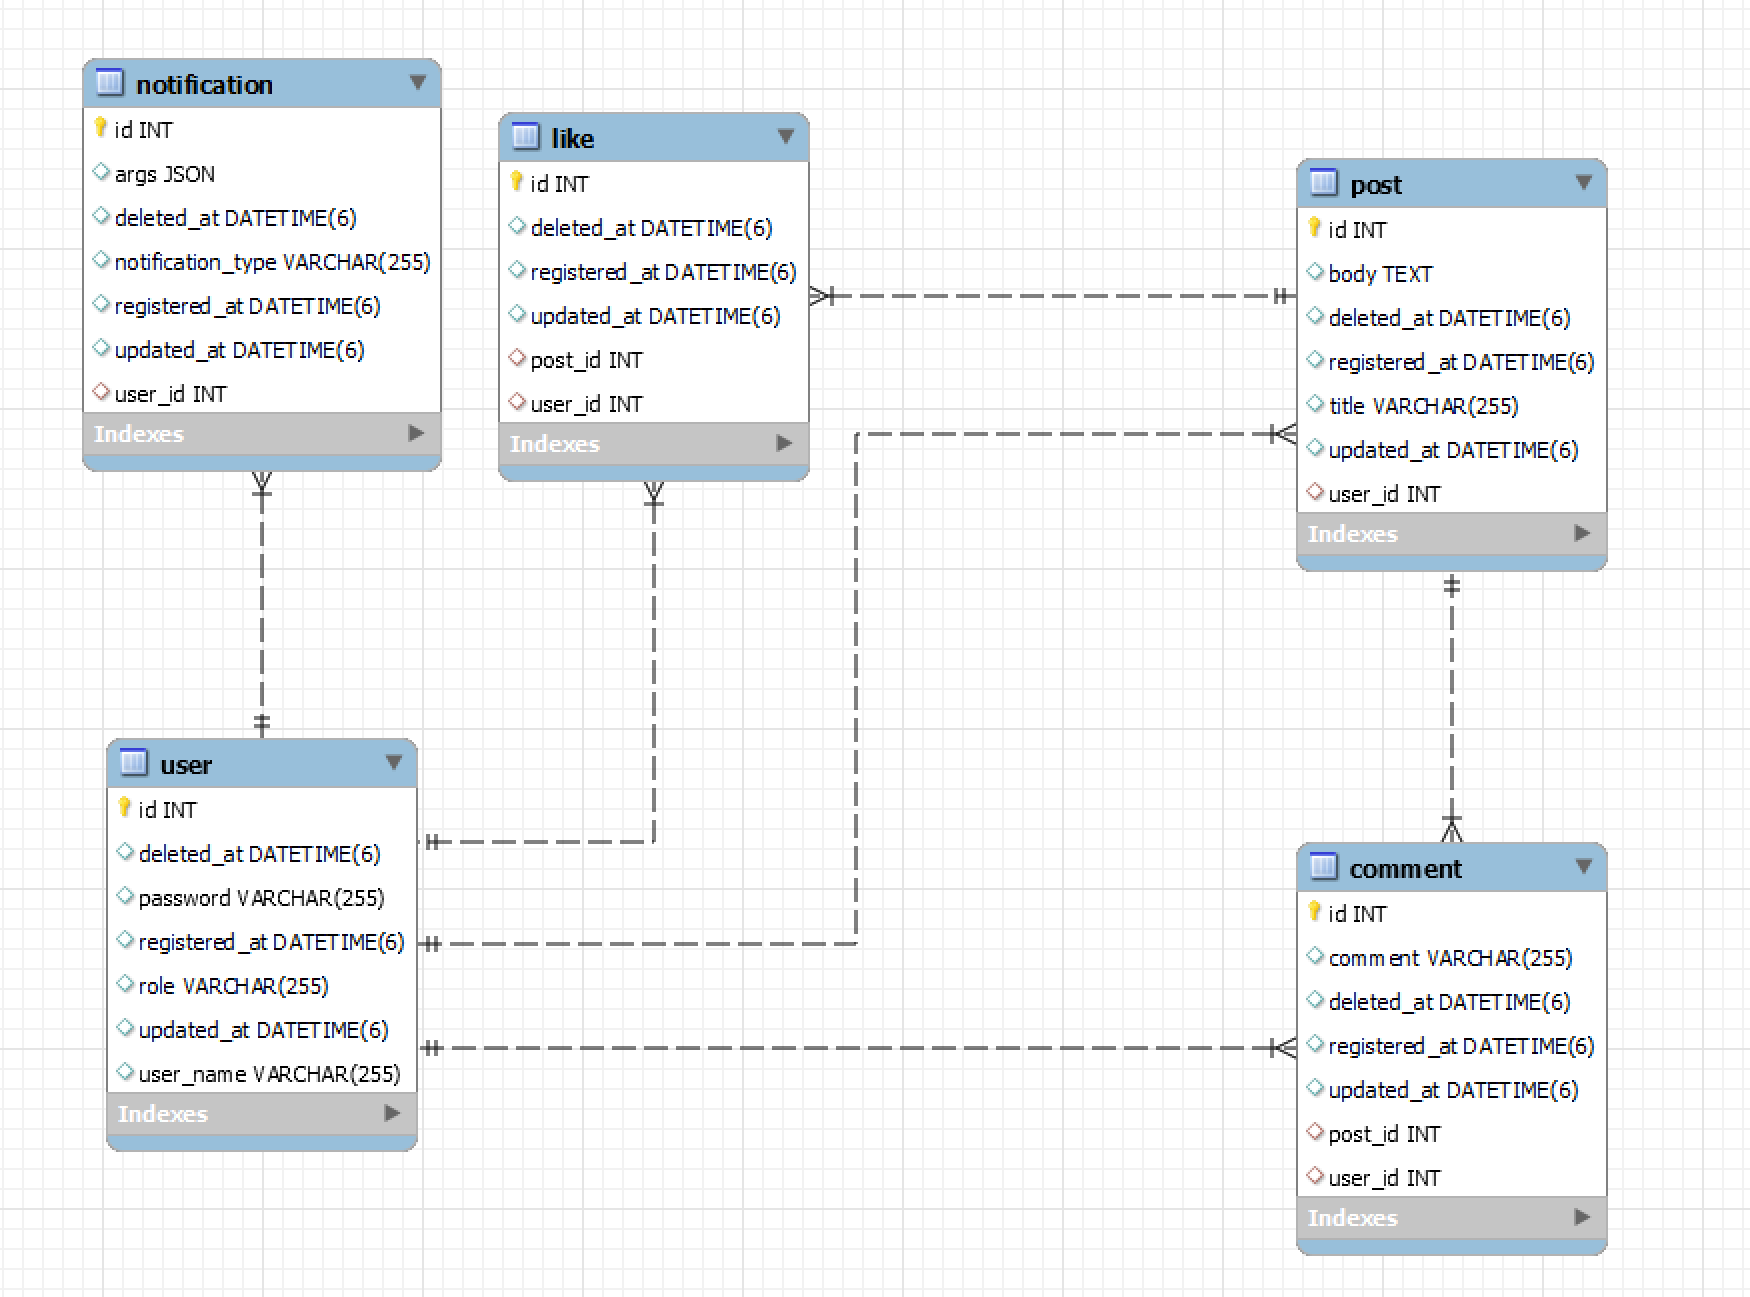 notification
id INT
args JSON
deleted_at DATETIME(6)
notification_type VARCHAR(255)
registered_at DATETIME(6)
updated_at DATETIME(6)
user_id INT
Indexes
like
id INT
deleted_at DATETIME(6)
registered_at DATETIME(6)
updated_at DATETIME(6)
post_id INT
user_id INT
Indexes
post
id INT
body TEXT
deleted_at DATETIME(6)
registered_at DATETIME(6)
title VARCHAR(255)
updated_at DATETIME(6)
user_id INT
Indexes
user
id INT
deleted_at DATETIME(6)
password VARCHAR(255)
registered_at DATETIME(6)
role VARCHAR(255)
updated_at DATETIME(6)
user_name VARCHAR(255)
Indexes
comment
id INT
comment VARCHAR(255)
deleted_at DATETIME(6)
registered_at DATETIME(6)
updated_at DATETIME(6)
post_id INT
user_id INT
Indexes